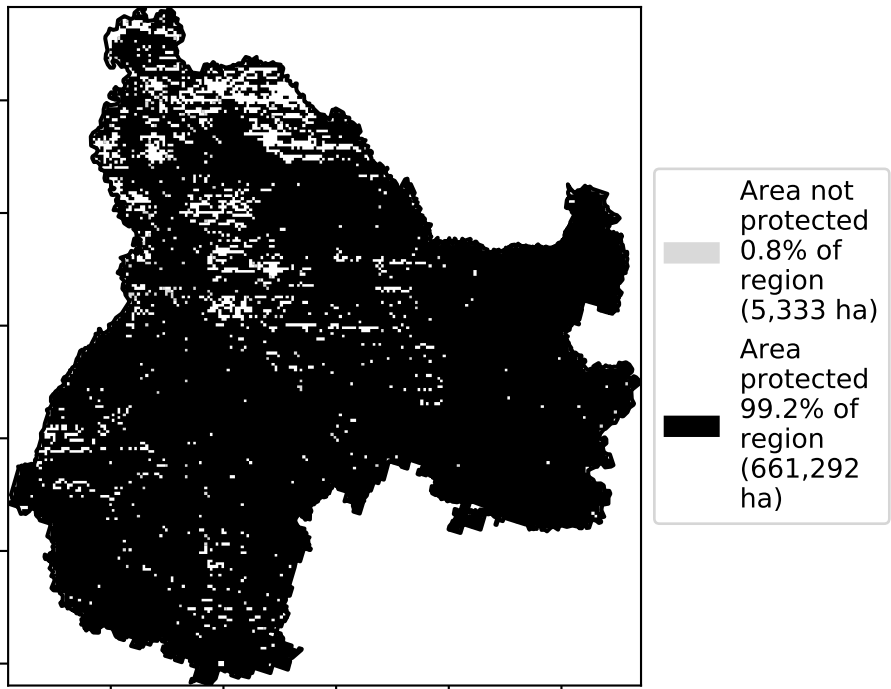 Area not
protected
0.8% of
region
(5,333 ha)
Area
protected
99.2% of
region
(661,292
ha)